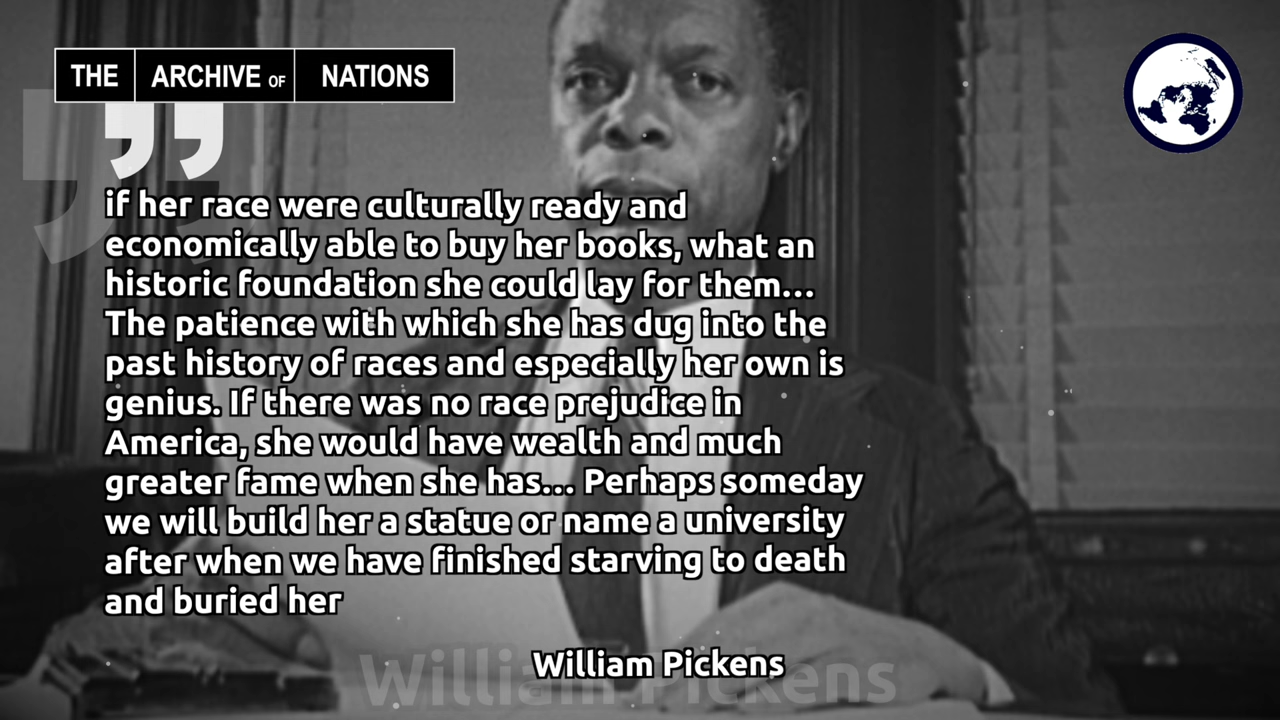 THE ARCHIVE OF NATIONS
”
if her race were culturally ready and
economically able to buy her books, what an
historic foundation she could lay for them...
The patience with which she has dug into the
past history of races and especially her own is
genius. If there was no race prejudice in
America, she would have wealth and much
greater fame when she has... Perhaps someday
we will build her a statue or name a university
after when we have finished starving to death
and buried her
William Pickens
William Pickens